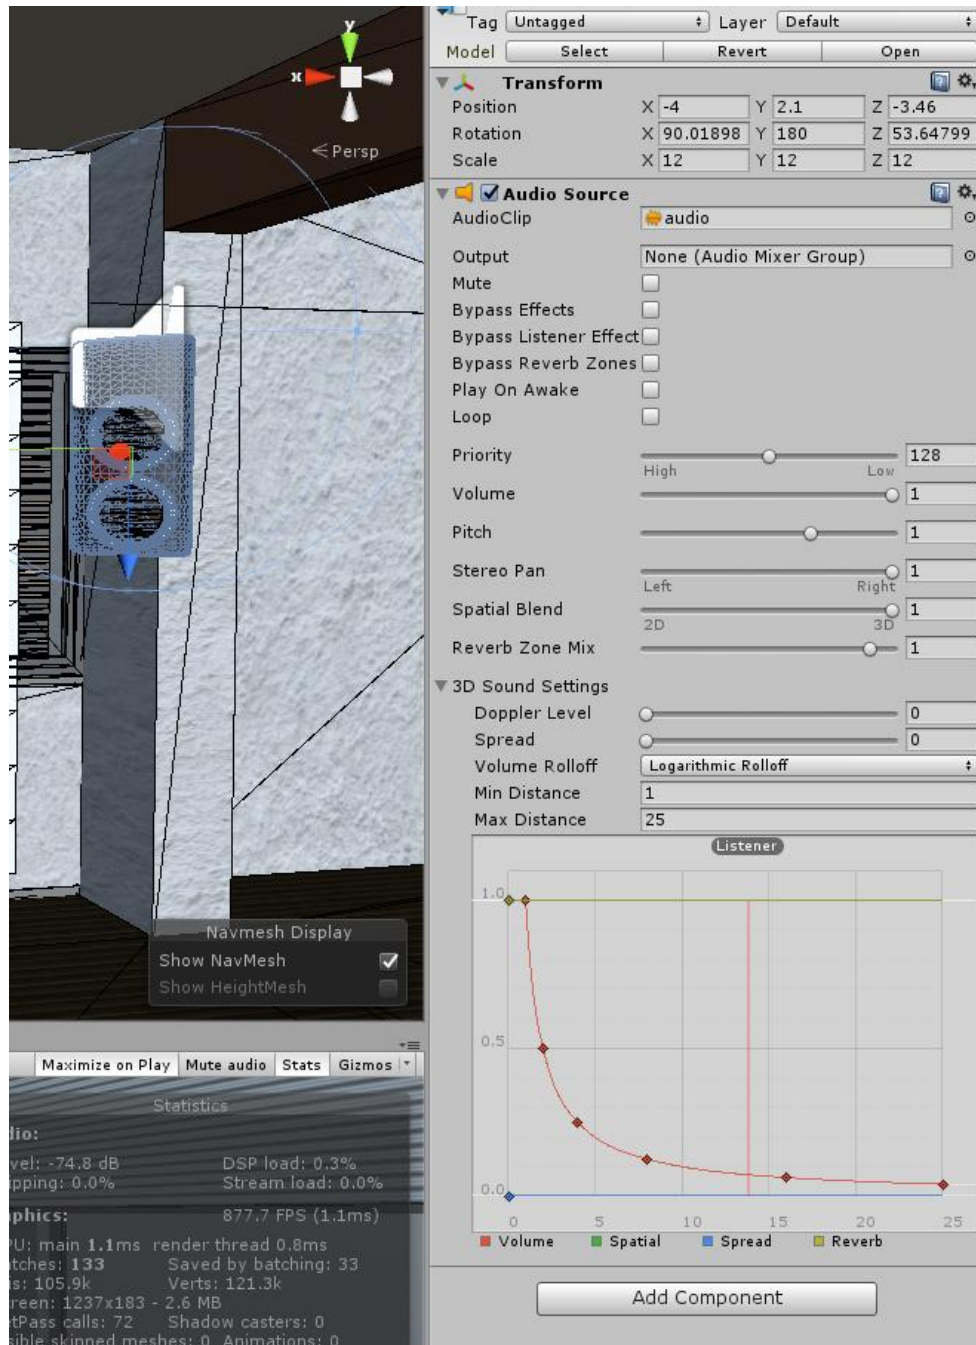 Tag Untagged Layer Default
Model Select Revert Open
Transform
Position X -4 Y 2.1 Z -3.46
Rotation X 90.01898 Y 180 Z 53.64799
Scale X 12 Y 12 Z 12
Audio Source
AudioClip audio
Output None (Audio Mixer Group)
Mute
Bypass Effects
Bypass Listener Effect
Bypass Reverb Zones
Play On Awake
Loop
Priority 128
High Low
Volume 1
Pitch 1
Stereo Pan 1
Left Right
Spatial Blend 1
2D 3D
Reverb Zone Mix 1
3D Sound Settings
Doppler Level 0
Spread 0
Volume Rolloff Logarithmic Rolloff
Min Distance 1
Max Distance 25
Listener
1.0
0.5
0.0
0 5 10 15 20 25
Volume Spatial Spread Reverb
Add Component
y
x
Persp
Navmesh Display
Show NavMesh
Show HeightMesh
Maximize on Play Mute audio Stats Gizmos
Statistics
dio:
vel: -74.8 dB DSP load: 0.3%
pping: 0.0% Stream load: 0.0%
phics: 877.7 FPS (1.1ms)
PU: main 1.1ms render thread 0.8ms
tches: 133 Saved by batching: 33
is: 105.9k Verts: 121.3k
reen: 1237x183 - 2.6 MB
tPass calls: 72 Shadow casters: 0
sible skinned meshes: 0 Animations: 0